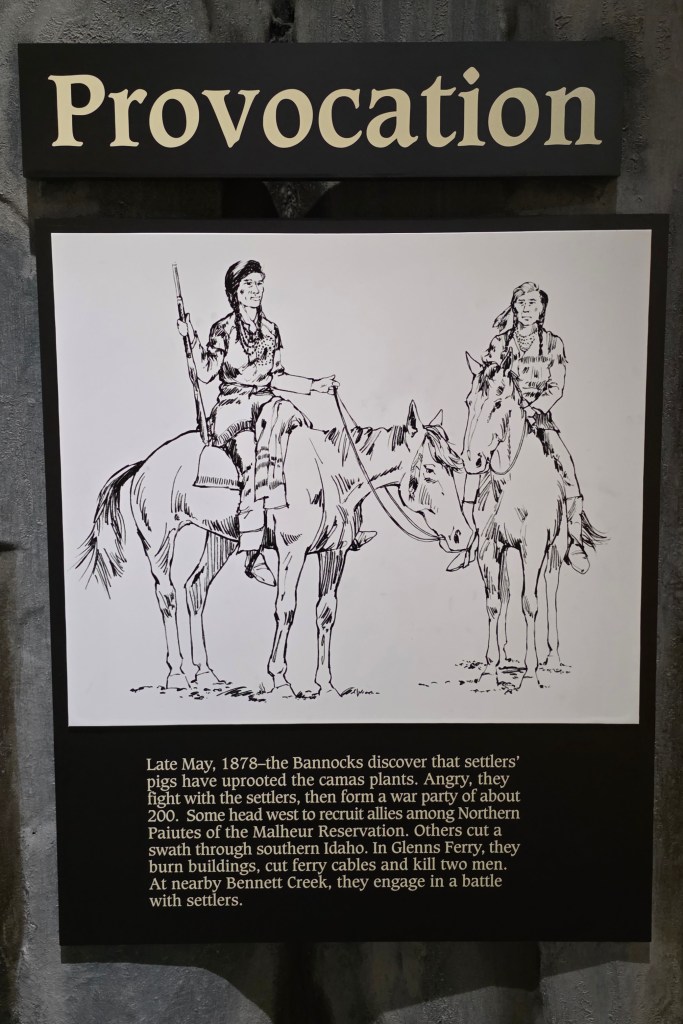 Provocation
Late May, 1878–the Bannocks discover that settlers'
pigs have uprooted the camas plants. Angry, they
fight with the settlers, then form a war party of about
200. Some head west to recruit allies among Northern
Paiutes of the Malheur Reservation. Others cut a
swath through southern Idaho. In Glenns Ferry, they
burn buildings, cut ferry cables and kill two men.
At nearby Bennett Creek, they engage in a battle
with settlers.